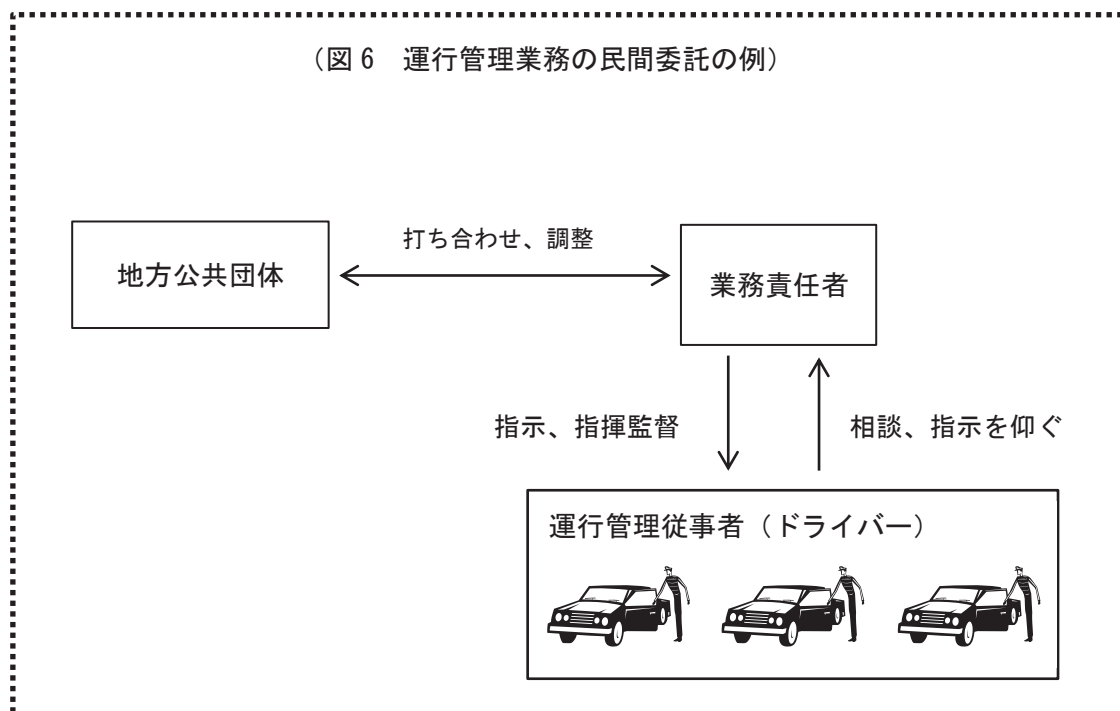 (図6 運行管理業務の民間委託の例)
打ち合わせ、調整
地方公共団体
業務責任者
指示、指揮監督
相談、指示を仰ぐ
運行管理従事者(ドライバー)